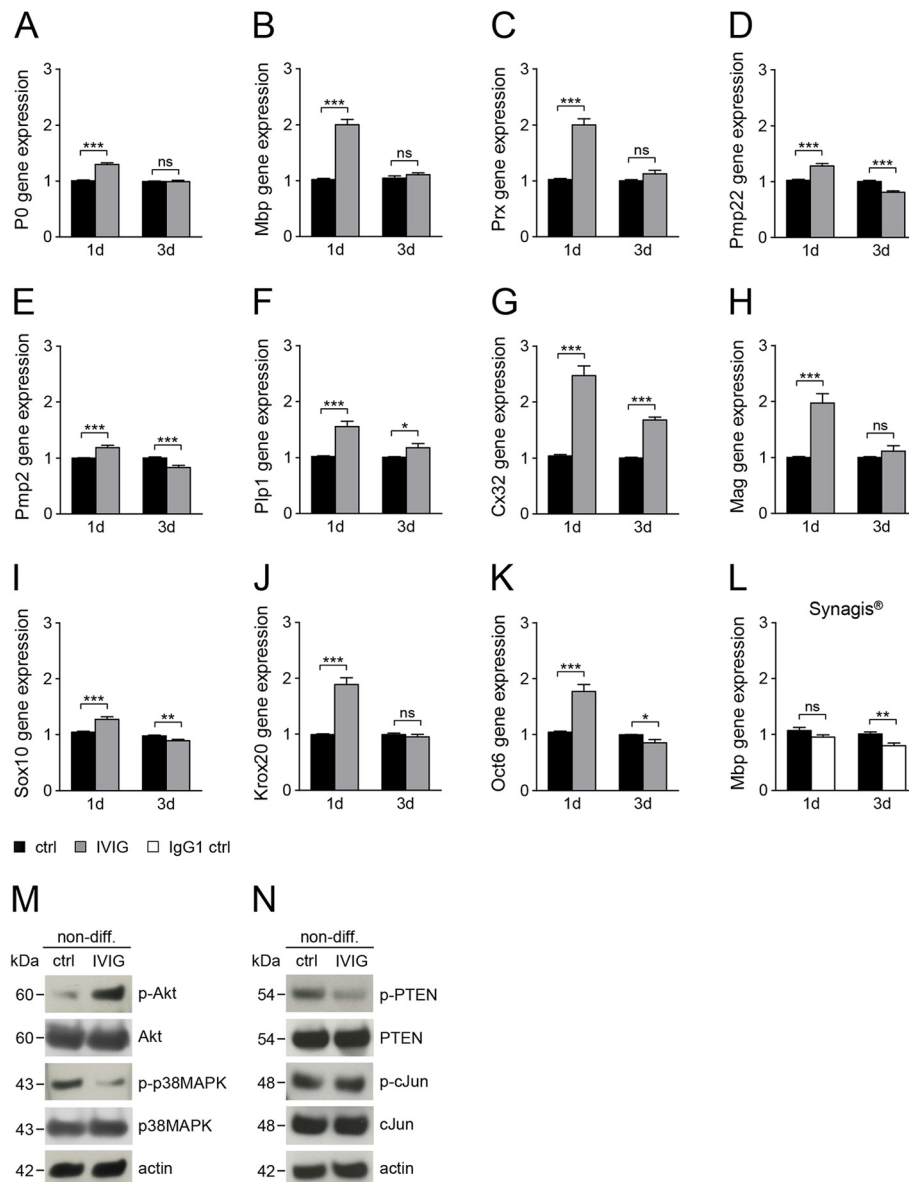 A
P0 gene expression
3
2
1
0
***
ns
1d 3d
B
Mbp gene expression
3
2
1
0
***
ns
1d 3d
C
Prx gene expression
3
2
1
0
***
ns
1d 3d
D
Pmp22 gene expression
3
2
1
0
***
***
1d 3d
E
Pmp2 gene expression
3
2
1
0
***
***
1d 3d
F
Plp1 gene expression
3
2
1
0
***
*
1d 3d
G
Cx32 gene expression
3
2
1
0
***
***
1d 3d
H
Mag gene expression
3
2
1
0
***
ns
1d 3d
I
Sox10 gene expression
3
2
1
0
***
**
1d 3d
J
Krox20 gene expression
3
2
1
0
***
ns
1d 3d
K
Oct6 gene expression
3
2
1
0
***
*
1d 3d
L
Synagis®
Mbp gene expression
3
2
1
0
ns
**
1d 3d
ctrl IVIG IgG1 ctrl
M
non-diff.
kDa ctrl IVIG
60 p-Akt
60 Akt
43 p-p38MAPK
43 p38MAPK
42 actin
N
non-diff.
kDa ctrl IVIG
54 p-PTEN
54 PTEN
48 p-cJun
48 cJun
42 actin